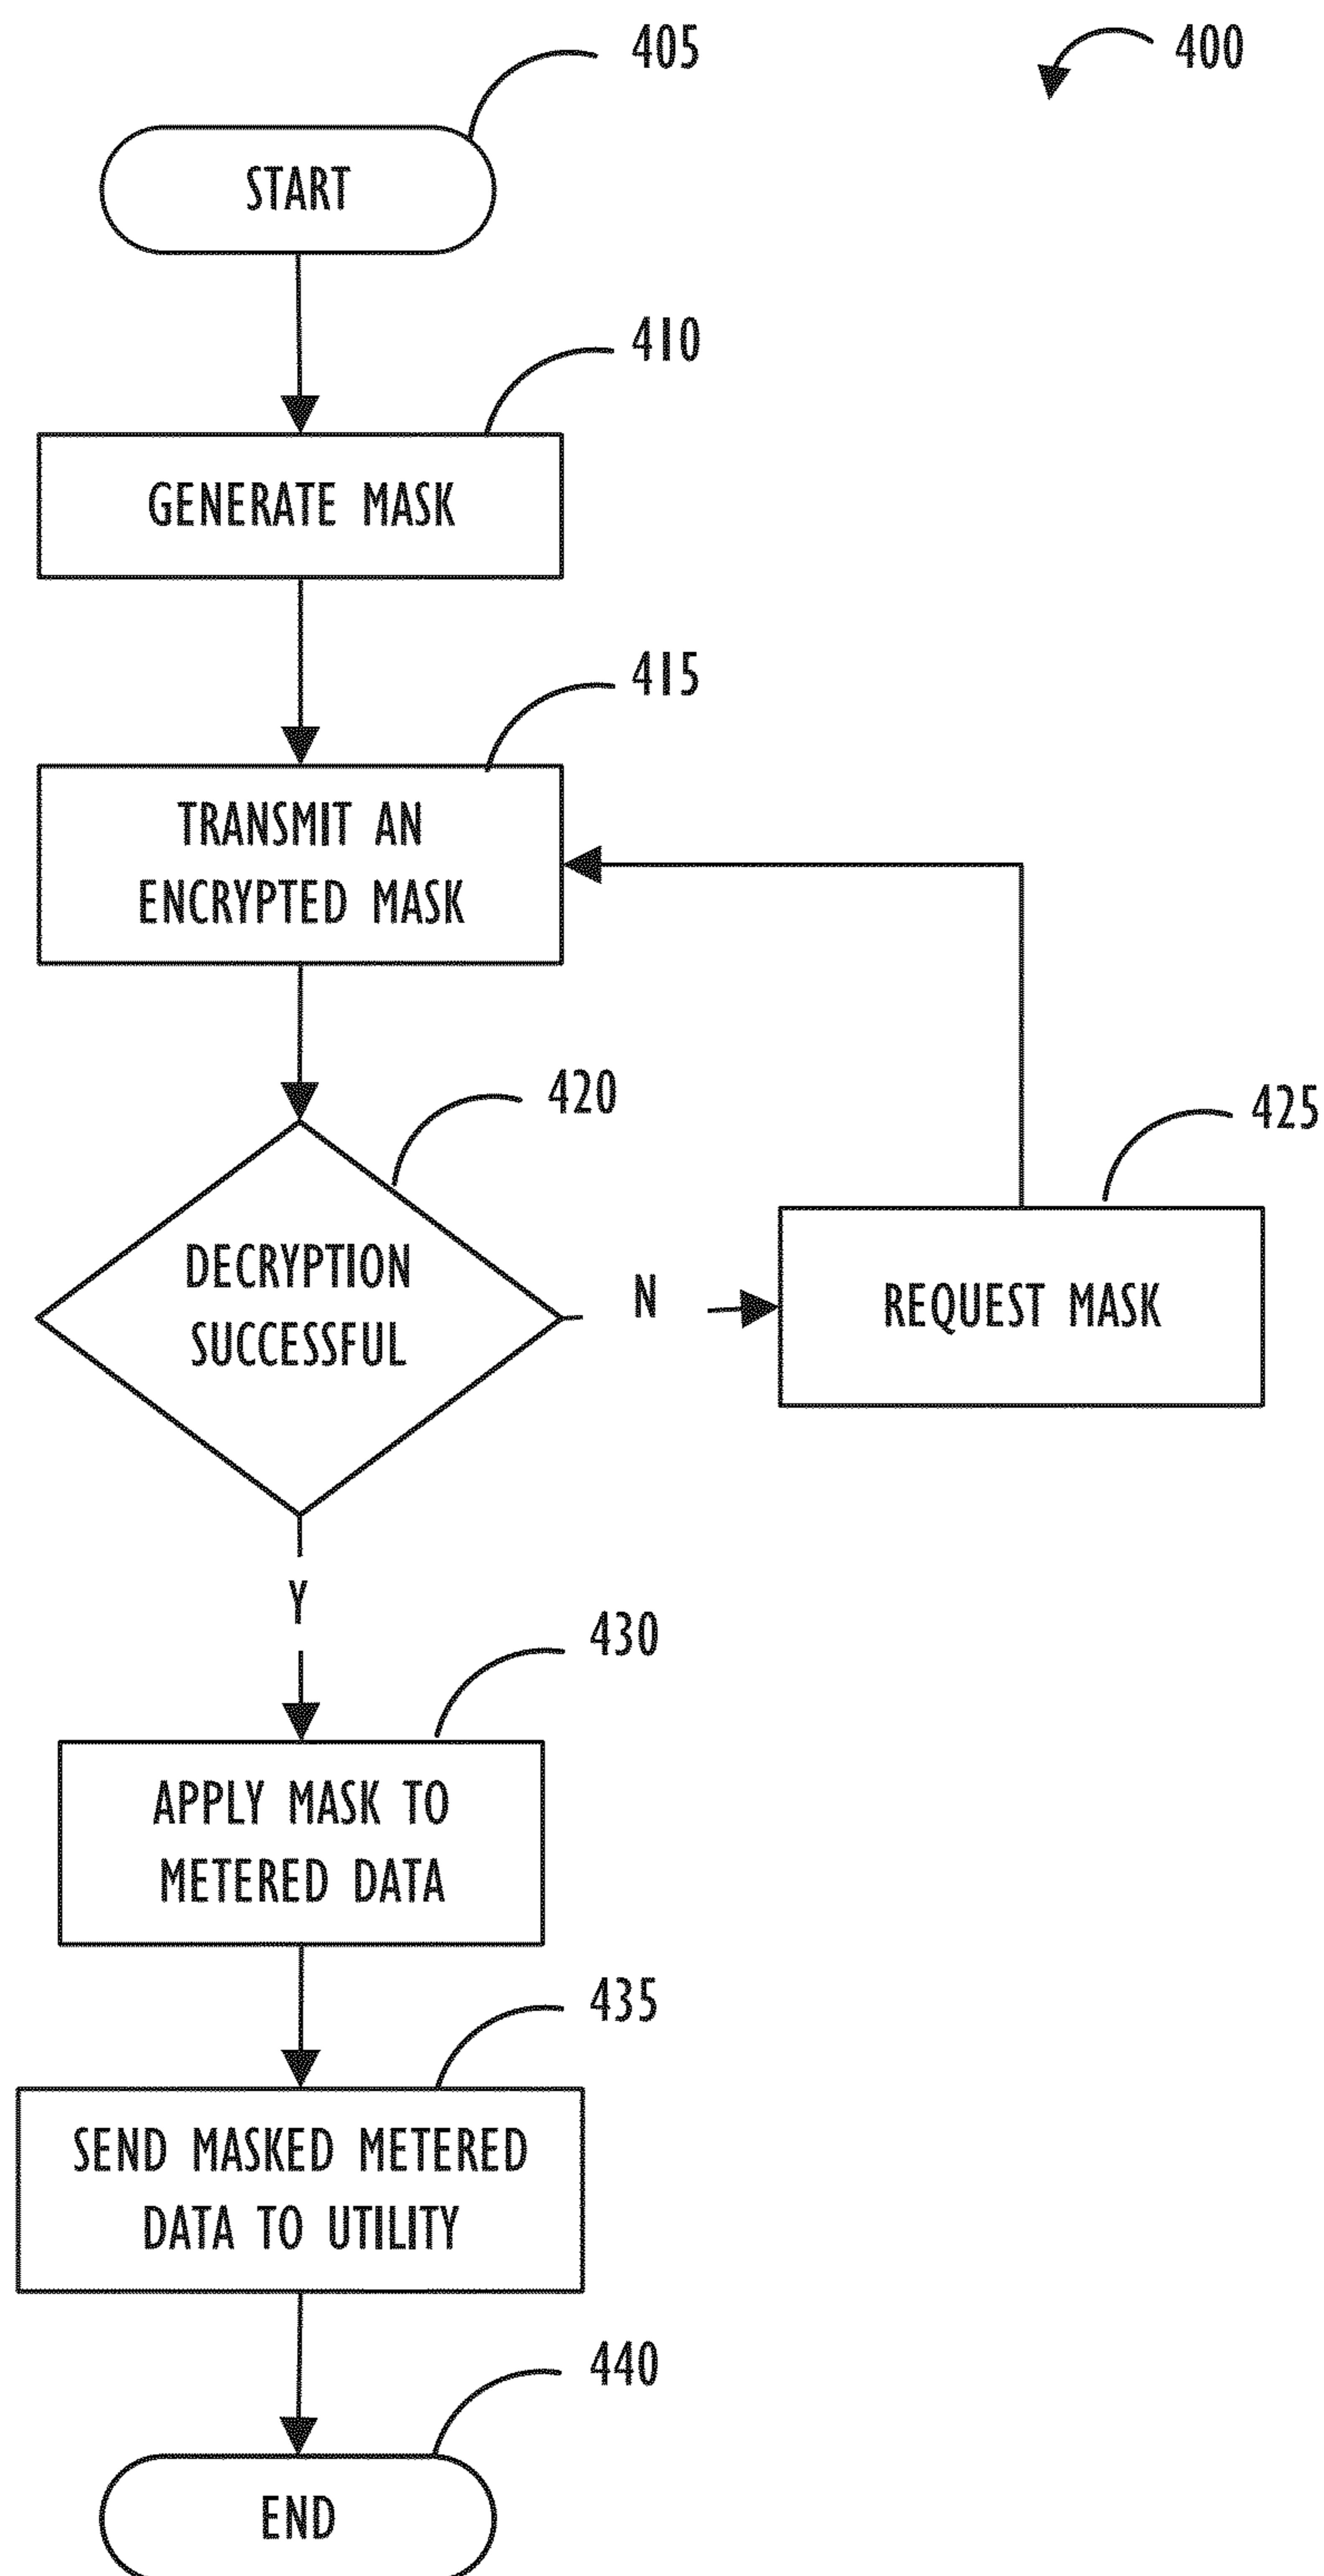 405
400
START
410
GENERATE MASK
415
TRANSMIT AN
ENCRYPTED MASK
420
425
DECRYPTION
SUCCESSFUL
N
REQUEST MASK
Y
430
APPLY MASK TO
METERED DATA
435
SEND MASKED METERED
DATA TO UTILITY
440
END